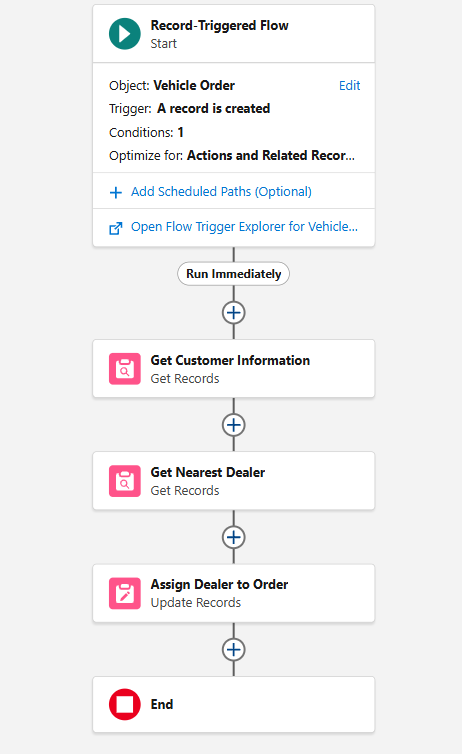 Record-Triggered Flow
Start
Object: Vehicle Order Edit
Trigger: A record is created
Conditions: 1
Optimize for: Actions and Related Recor...
Add Scheduled Paths (Optional)
Open Flow Trigger Explorer for Vehicle...
Run Immediately
Get Customer Information
Get Records
Get Nearest Dealer
Get Records
Assign Dealer to Order
Update Records
End